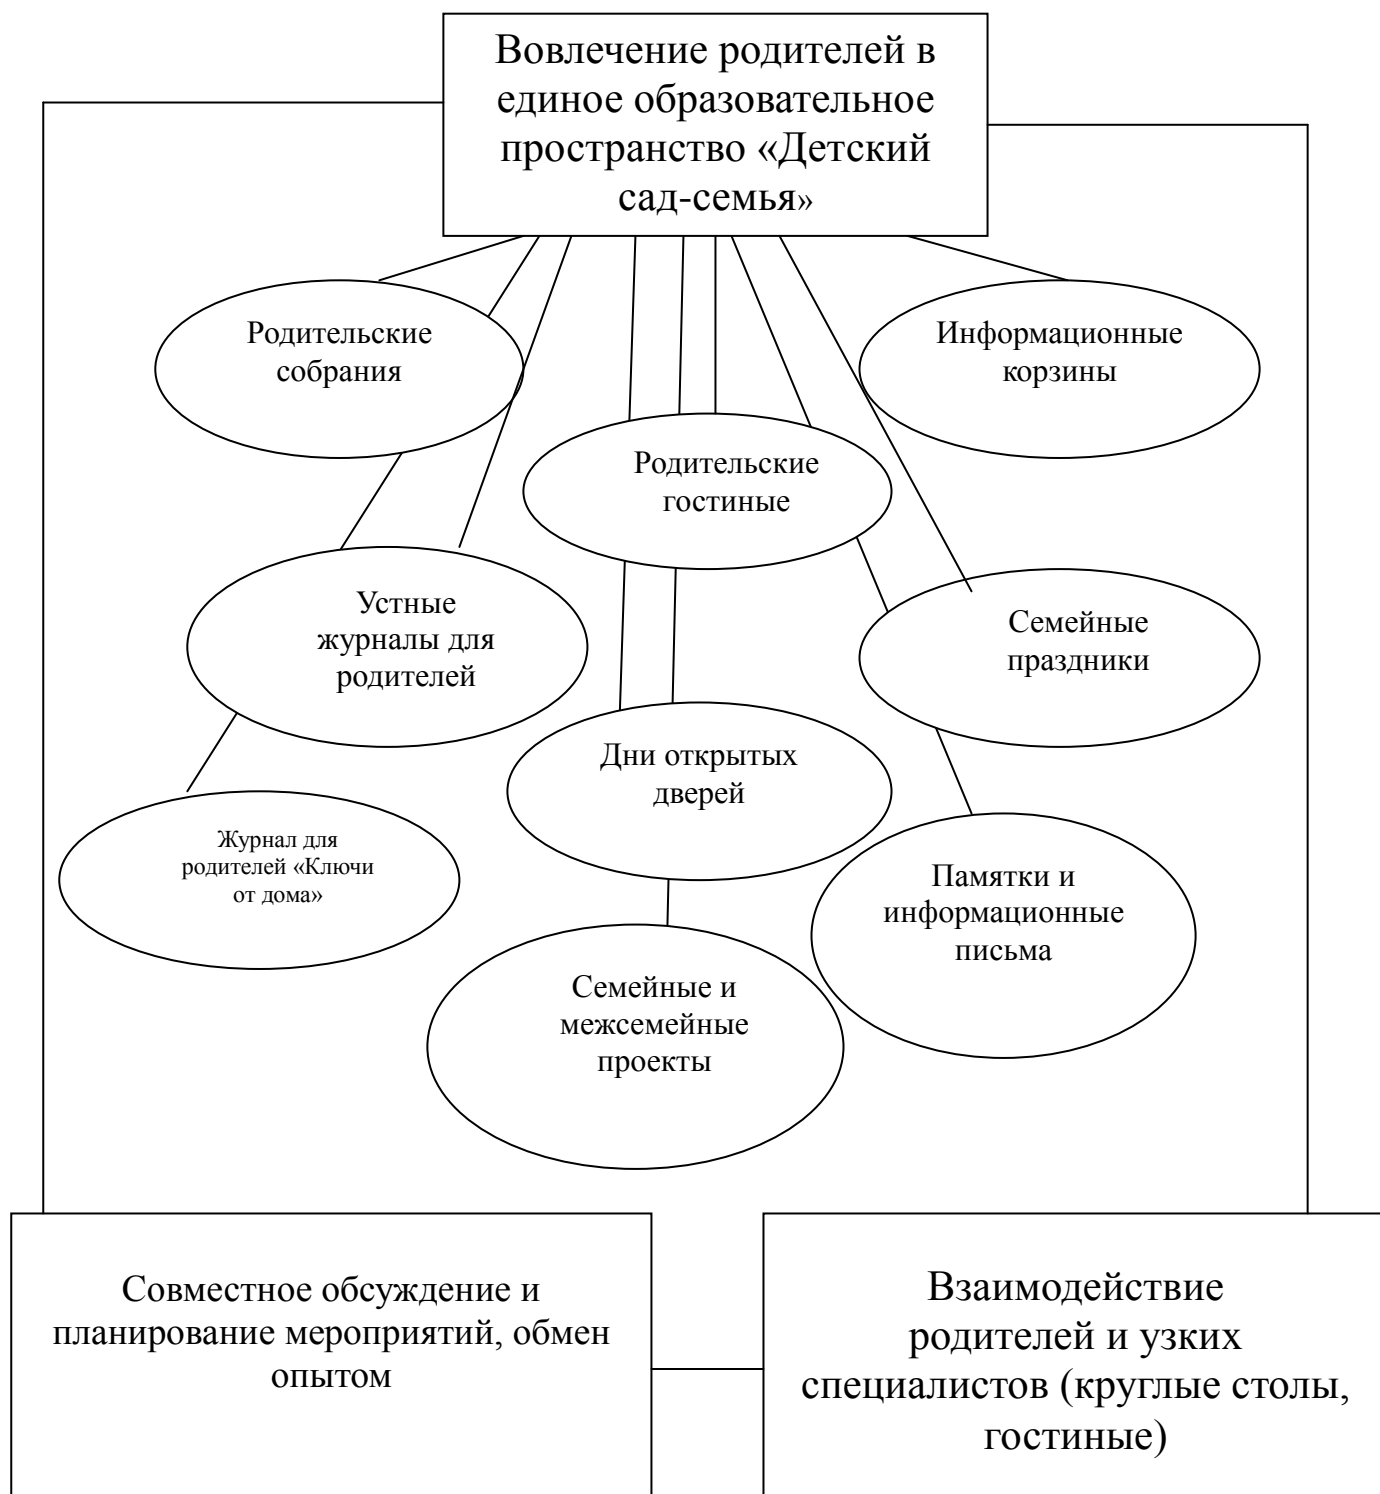 Вовлечение родителей в
единое образовательное
пространство «Детский
сад-семья»
Родительские
собрания
Информационные
корзины
Родительские
гостиные
Устные
журналы для
родителей
Семейные
праздники
Дни открытых
дверей
Журнал для
родителей «Ключи
от дома»
Памятки и
информационные
письма
Семейные и
межсемейные
проекты
Совместное обсуждение и
планирование мероприятий, обмен
опытом
Взаимодействие
родителей и узких
специалистов (круглые столы,
гостиные)